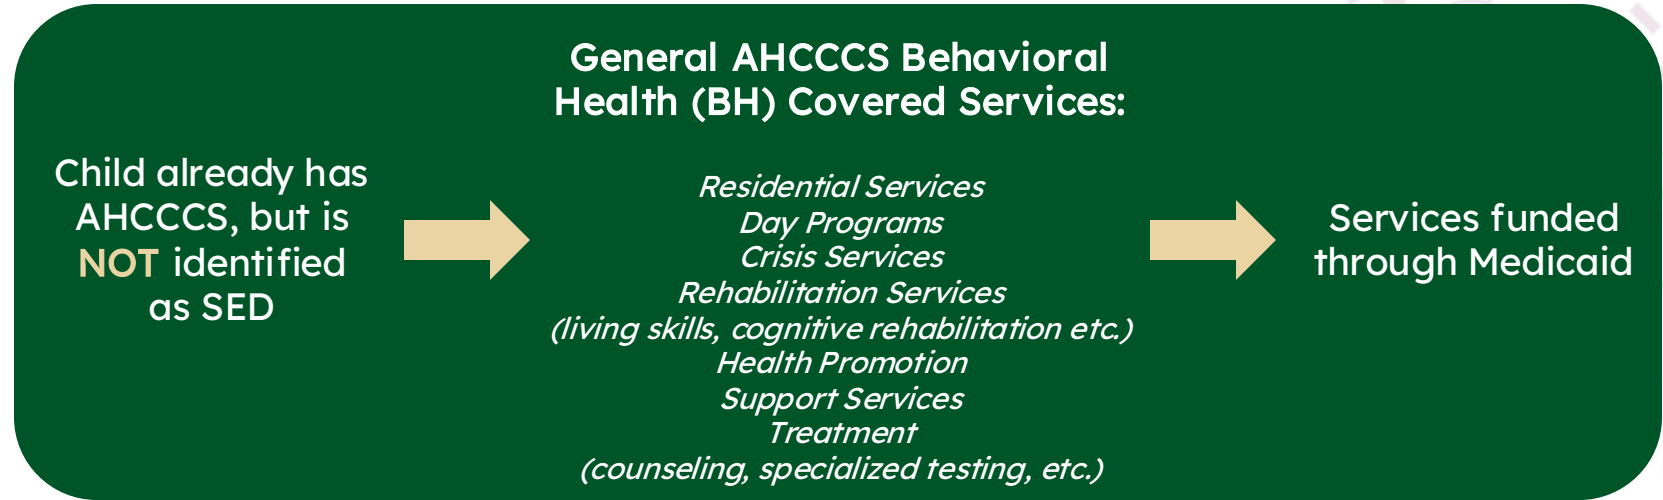 General AHCCCS Behavioral
Health (BH) Covered Services:
Child already has
AHCCCS, but is
NOT identified
as SED
Residential Services
Day Programs
Crisis Services
Rehabilitation Services
(living skills, cognitive rehabilitation etc.)
Health Promotion
Support Services
Treatment
(counseling, specialized testing, etc.)
Services funded
through Medicaid